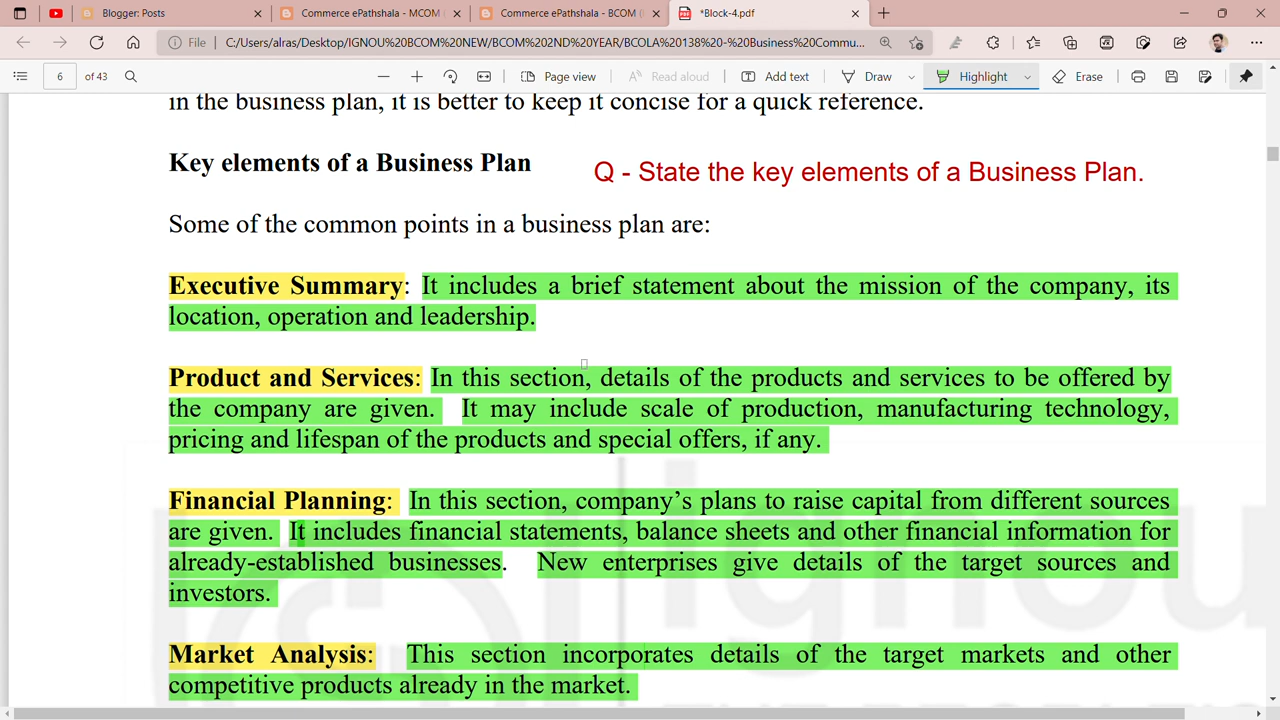 Blogger: Posts
Commerce ePathshala - MCOM (
Commerce ePathshala - BCOM (
*Block-4.pdf
File
C:/Users/alras/Desktop/IGNOU%20BCOM%20NEW/BCOM%202ND%20YEAR/BCOLA%20138%20-%20Business%20Commu...
6 of 43
Page view
Read aloud
Add text
Draw
Highlight
Erase
in the business plan, it is better to keep it concise for a quick reference.
Key elements of a Business Plan
Q - State the key elements of a Business Plan.
Some of the common points in a business plan are:
Executive Summary: It includes a brief statement about the mission of the company, its
location, operation and leadership.
Product and Services: In this section, details of the products and services to be offered by
the company are given. It may include scale of production, manufacturing technology,
pricing and lifespan of the products and special offers, if any.
Financial Planning: In this section, company's plans to raise capital from different sources
are given. It includes financial statements, balance sheets and other financial information for
already-established businesses. New enterprises give details of the target sources and
investors.
Market Analysis: This section incorporates details of the target markets and other
competitive products already in the market.
ignou